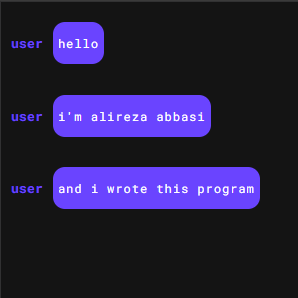 user hello
user i'm alireza abbasi
user and i wrote this program